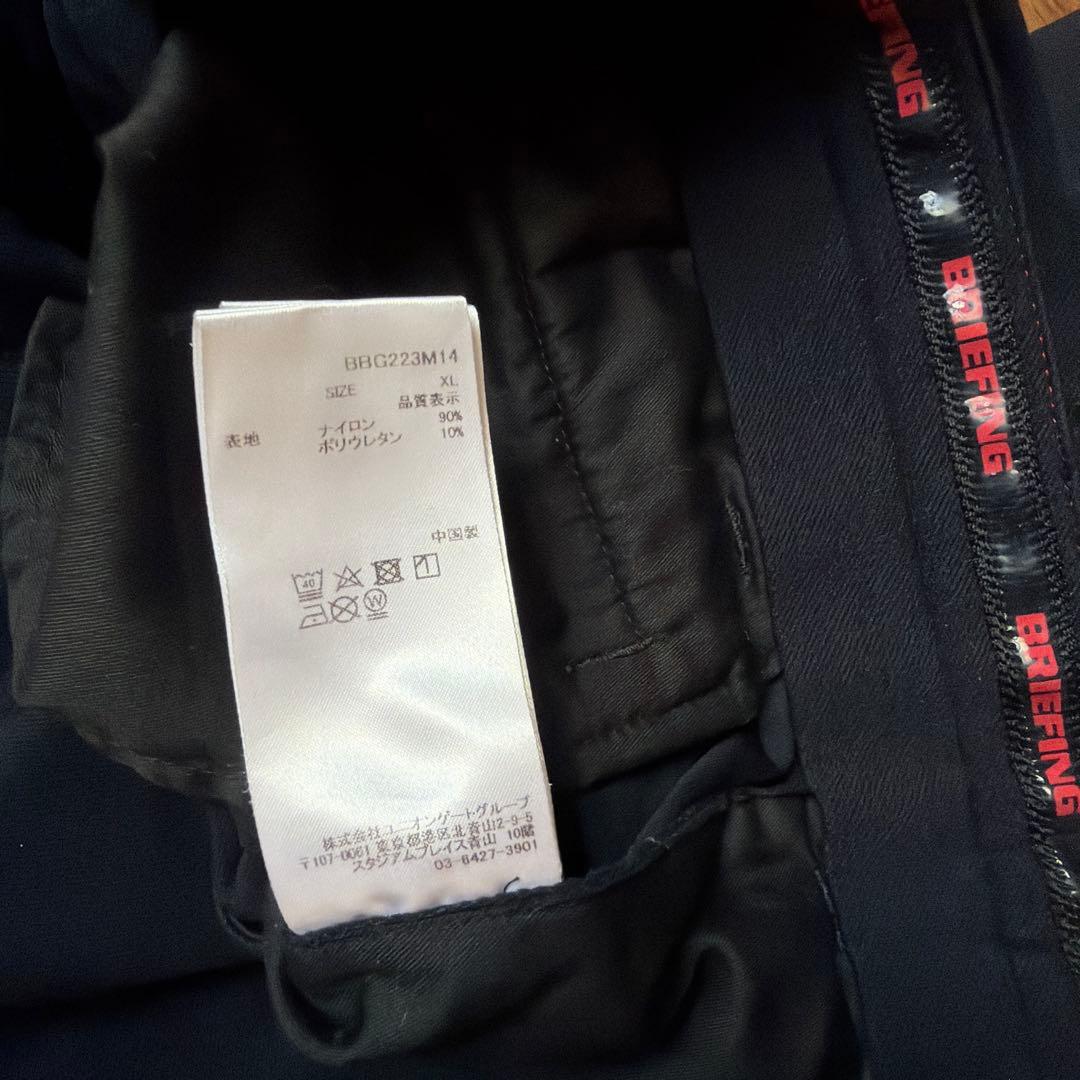 BBG223M14
SIZE XL
品質表示
表地 ナイロン 90%
ポリウレタン 10%
中国製
40
W
株式会社ユニオンゲートグループ
〒107-0061 東京都港区北青山2-9-5
スタジアムプレイス青山 10階
03-6427-3901
BRIEFING
BRIEFING
BRIEFING